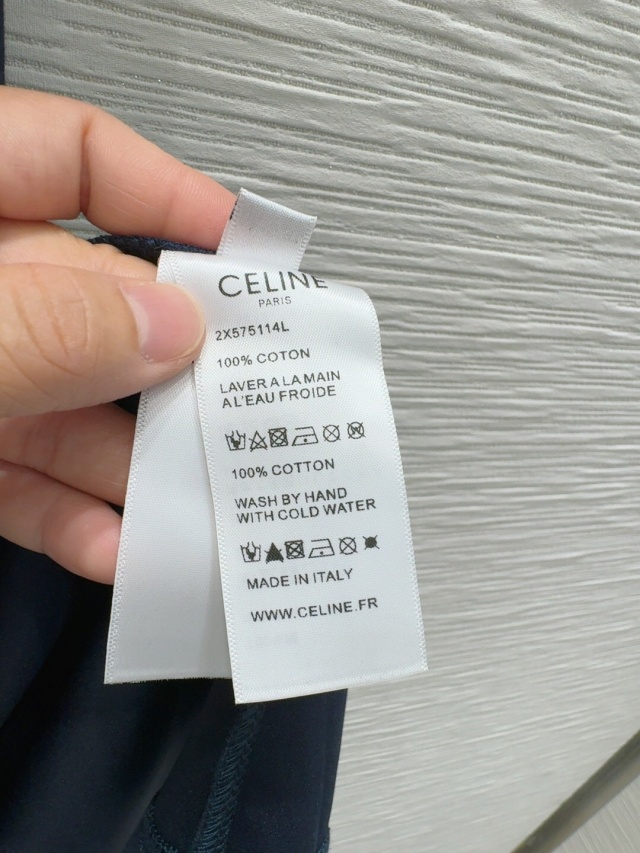 CELINE
PARIS
2X575114L
100% COTON
LAVER A LA MAIN
A L'EAU FROIDE
100% COTTON
WASH BY HAND
WITH COLD WATER
MADE IN ITALY
WWW.CELINE.FR